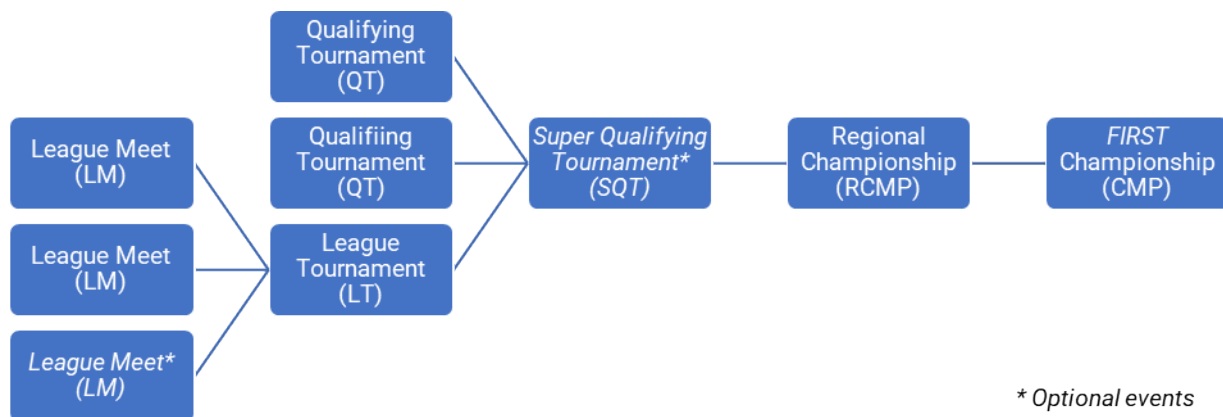 Qualifying
Tournament
(QT)
League Meet
(LM)
Qualifiing
Tournament
(QT)
Super Qualifying
Tournament*
(SQT)
Regional
Championship
(RCMP)
FIRST
Championship
(CMP)
League Meet
(LM)
League
Tournament
(LT)
League Meet*
(LM)
* Optional events